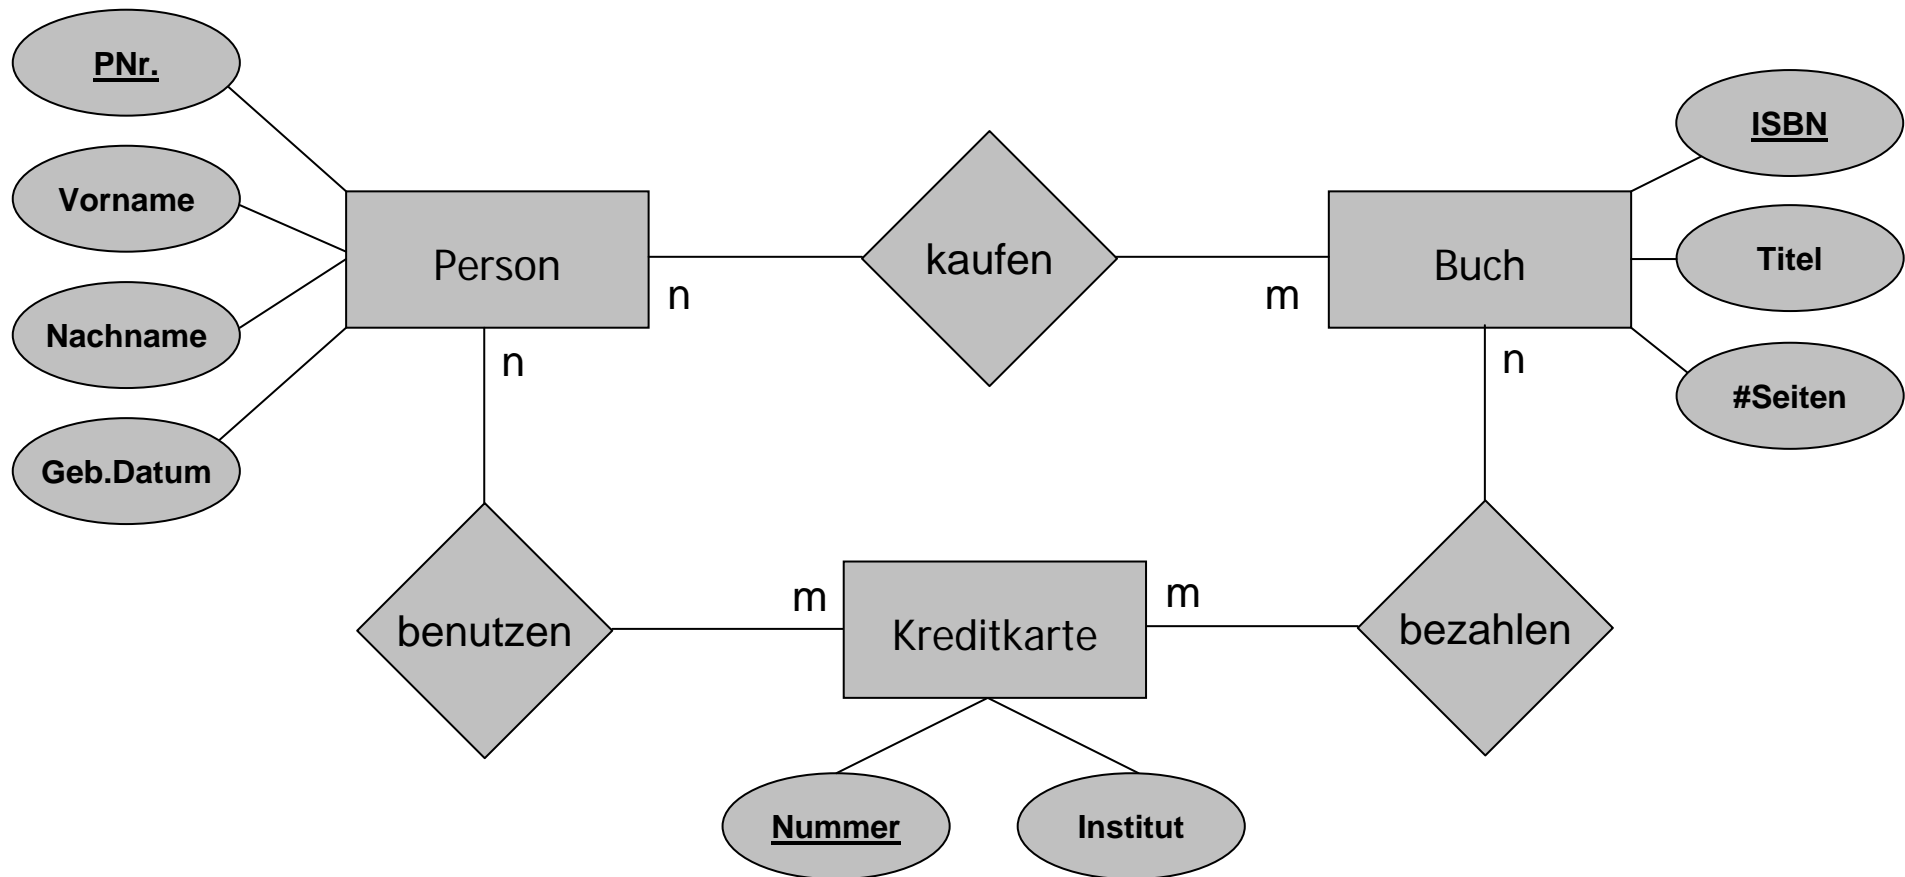 PNr.
Vorname
Nachname
Geb.Datum
Person
n
n
kaufen
m
Buch
n
ISBN
Titel
#Seiten
benutzen
m
Kreditkarte
m
bezahlen
Nummer
Institut